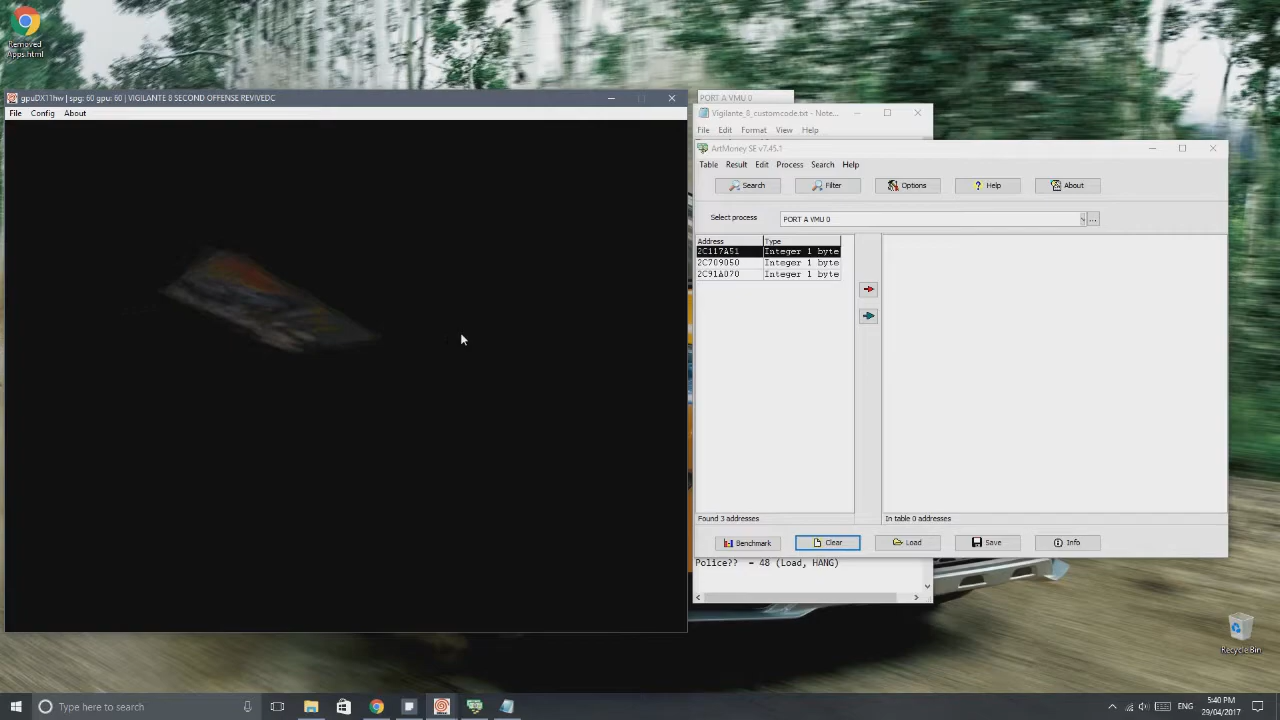 Removed
Apps.html
gpuDX11hw | spg: 60 gpu: 60 | VIGILANTE 8 SECOND OFFENSE REVIVEDC
File Config About
PORT A VMU 0
Vigilante_8_customcode.txt - Note...
File Edit Format View Help
ArtMoney SE v7.45.1
Table Result Edit Process Search Help
Search Filter Options Help About
Select process PORT A VMU 0 ...
Address Type
2C117A51 Integer 1 byte
2C709050 Integer 1 byte
2C91A070 Integer 1 byte
Found 3 addresses In table 0 addresses
Benchmark Clear Load Save Info
Police?? = 48 (Load, HANG)
Recycle Bin
Type here to search
ENG
5:40 PM
29/04/2017